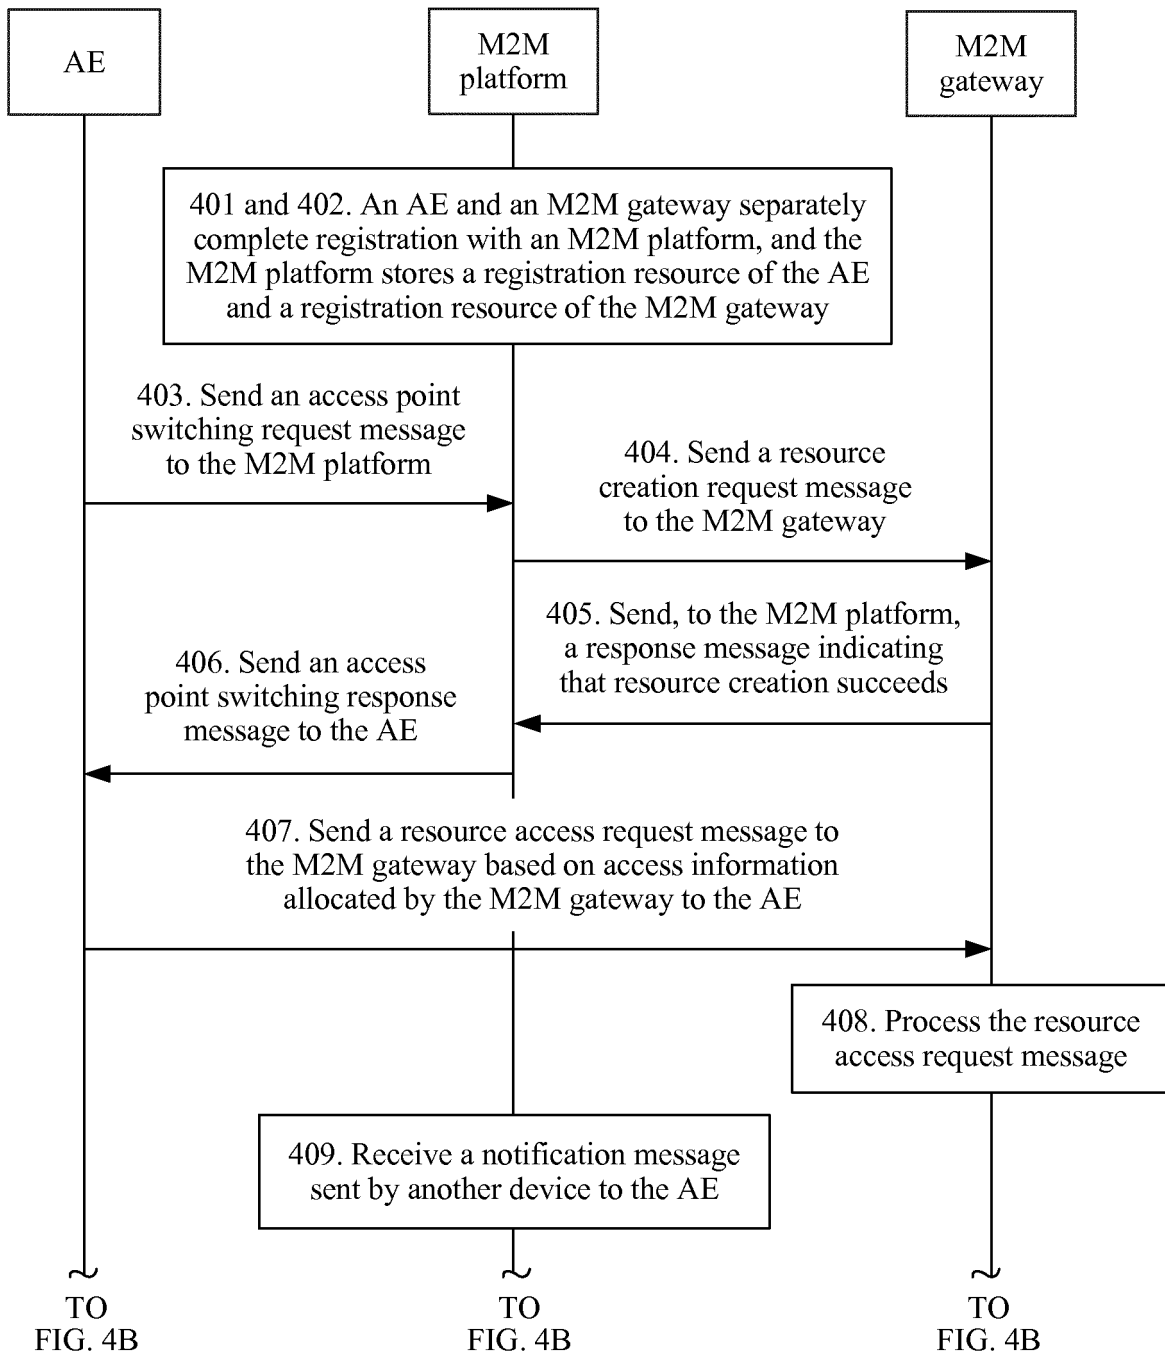 AE
M2M
platform
M2M
gateway
401 and 402. An AE and an M2M gateway separately
complete registration with an M2M platform, and the
M2M platform stores a registration resource of the AE
and a registration resource of the M2M gateway
403. Send an access point
switching request message
to the M2M platform
404. Send a resource
creation request message
to the M2M gateway
405. Send, to the M2M platform,
a response message indicating
that resource creation succeeds
406. Send an access
point switching response
message to the AE
407. Send a resource access request message to
the M2M gateway based on access information
allocated by the M2M gateway to the AE
408. Process the resource
access request message
409. Receive a notification message
sent by another device to the AE
TO
FIG. 4B
TO
FIG. 4B
TO
FIG. 4B